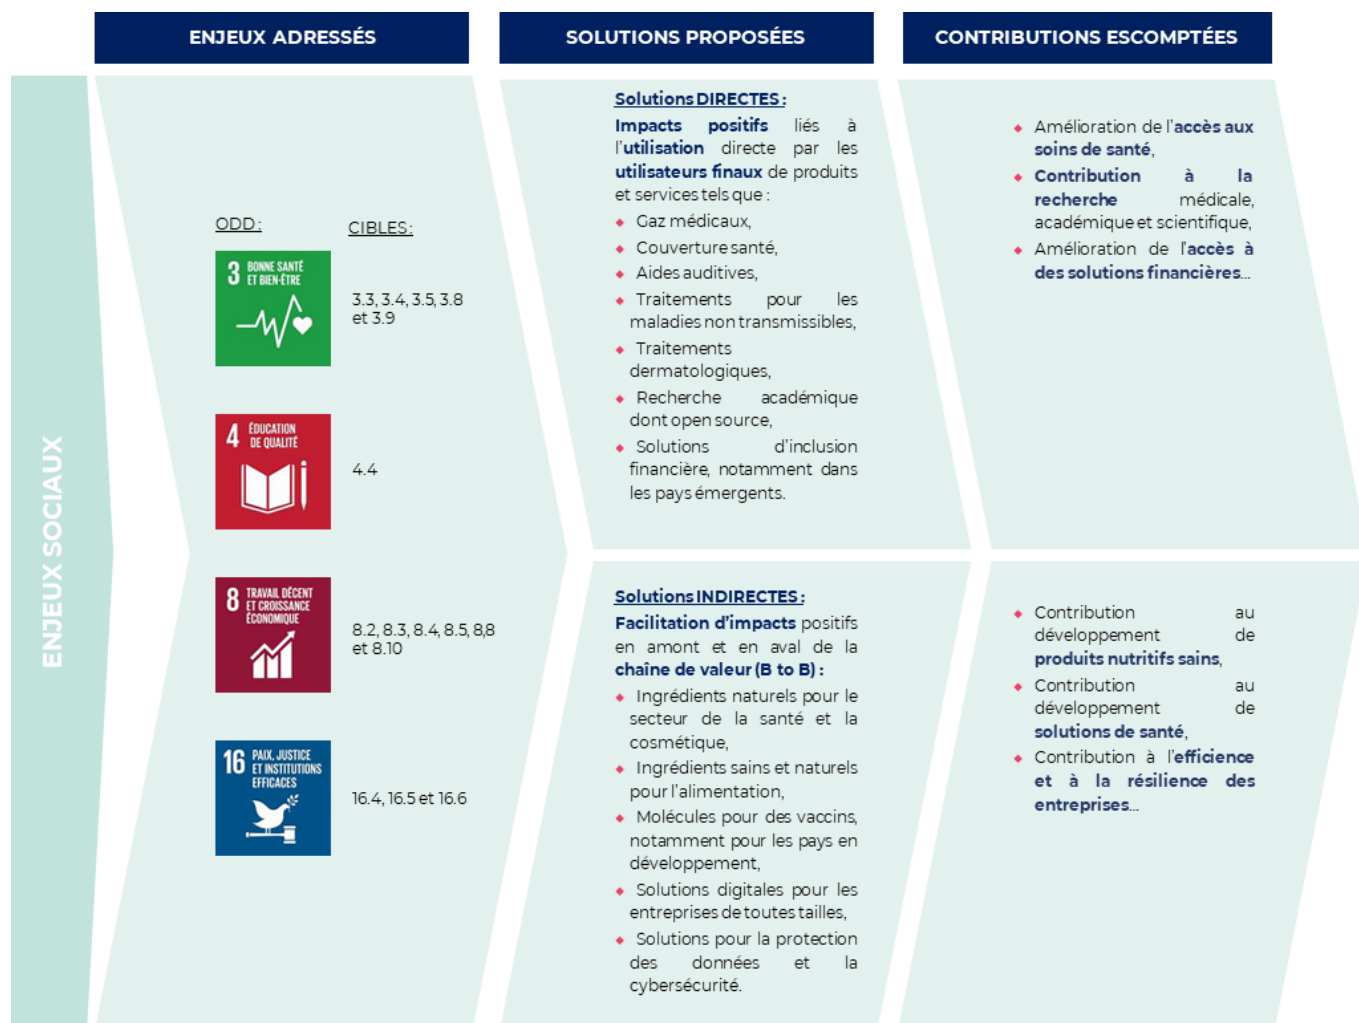 ENJEUX ADRESSÉS
SOLUTIONS PROPOSÉES
CONTRIBUTIONS ESCOMPTÉES
ENJEUX SOCIAUX
ODD :
CIBLES :
3 BONNE SANTÉ
ET BIEN-ÊTRE
3.3, 3.4, 3.5, 3.8
et 3.9
4 ÉDUCATION
DE QUALITÉ
4.4
8 TRAVAIL DÉCENT
ET CROISSANCE
ÉCONOMIQUE
8.2, 8.3, 8.4, 8.5, 8,8
et 8.10
16 PAIX, JUSTICE
ET INSTITUTIONS
EFFICACES
16.4, 16.5 et 16.6
Solutions DIRECTES :
Impacts positifs liés à
l'utilisation directe par les
utilisateurs finaux de produits
et services tels que :
Gaz médicaux,
Couverture santé,
Aides auditives,
Traitements pour les
maladies non transmissibles,
Traitements
dermatologiques,
Recherche académique
dont open source,
Solutions d'inclusion
financière, notamment dans
les pays émergents.
Amélioration de l'accès aux
soins de santé,
Contribution à la
recherche médicale,
académique et scientifique,
Amélioration de l'accès à
des solutions financières...
Solutions INDIRECTES :
Facilitation d'impacts positifs
en amont et en aval de la
chaîne de valeur (B to B) :
Ingrédients naturels pour le
secteur de la santé et la
cosmétique,
Ingrédients sains et naturels
pour l'alimentation,
Molécules pour des vaccins,
notamment pour les pays en
développement,
Solutions digitales pour les
entreprises de toutes tailles,
Solutions pour la protection
des données et la
cybersécurité.
Contribution au
développement de
produits nutritifs sains,
Contribution au
développement de
solutions de santé,
Contribution à l'efficience
et à la résilience des
entreprises...